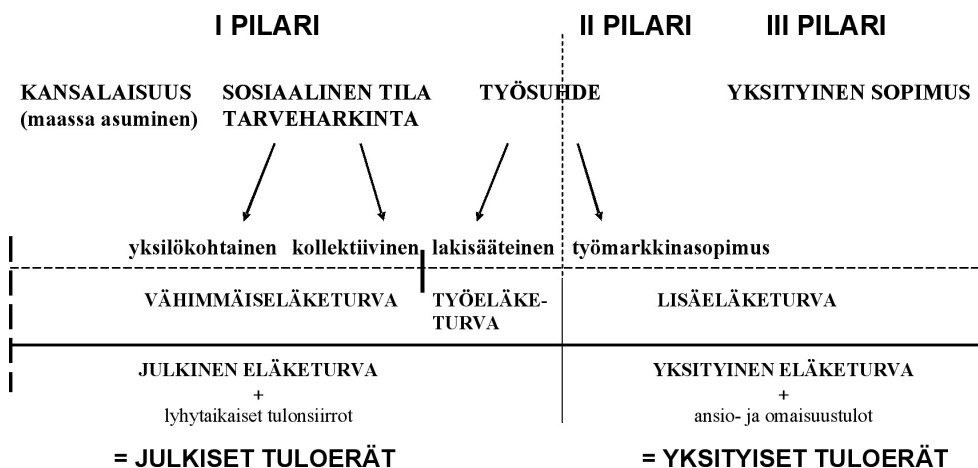 I PILARI II PILARI III PILARI
KANSALAISUUS SOSIAALINEN TILA TYÖSUHDE YKSITYINEN SOPIMUS
(maassa asuminen) TARVEHARKINTA
yksilökohtainen kollektiivinen lakisääteinen työmarkkinasopimus
VÄHIMMÄISELÄKETURVA TYÖELÄKE- LISÄELÄKETURVA
TURVA
JULKINEN ELÄKETURVA YKSITYINEN ELÄKETURVA
+ +
lyhytaikaiset tulonsiirrot ansio- ja omaisuustulot
= JULKISET TULOERÄT = YKSITYISET TULOERÄT